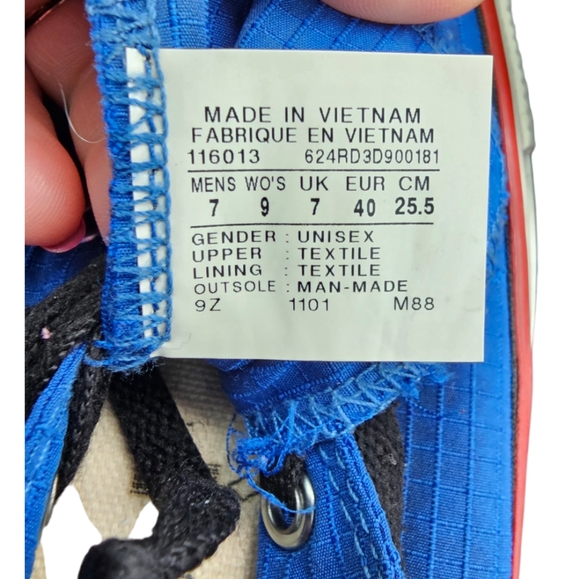 MADE IN VIETNAM
FABRIQUE EN VIETNAM
116013 624RD3D900181
MENS WO'S UK EUR CM
7 9 7 40 25.5
GENDER : UNISEX
UPPER : TEXTILE
LINING : TEXTILE
OUTSOLE : MAN-MADE
9Z 1101 M88